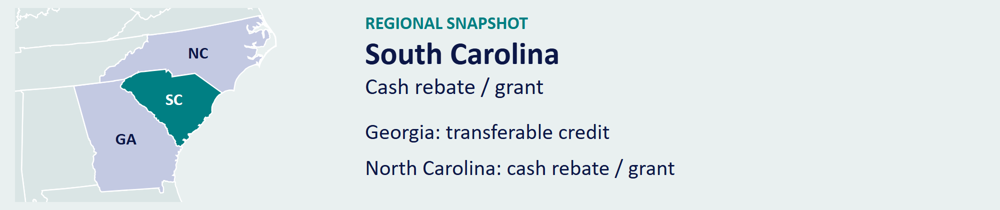 NC
SC
GA
REGIONAL SNAPSHOT
South Carolina
Cash rebate / grant
Georgia: transferable credit
North Carolina: cash rebate / grant